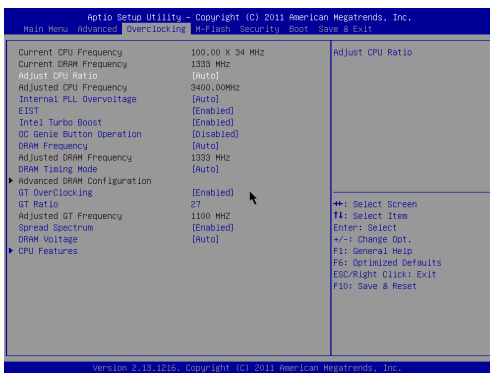 Aptio Setup Utility – Copyright (C) 2011 American Megatrends, Inc.
Main Menu Advanced Overclocking M-Flash Security Boot Save & Exit
Current CPU Frequency 100.00 X 34 MHz
Current DRAM Frequency 1333 MHz
Adjust CPU Ratio [Auto]
Adjusted CPU Frequency 3400.00MHz
Internal PLL Overvoltage [Auto]
EIST [Enabled]
Intel Turbo Boost [Enabled]
OC Genie Button Operation [Disabled]
DRAM Frequency [Auto]
Adjusted DRAM Frequency 1333 MHz
DRAM Timing Mode [Auto]
Advanced DRAM Configuration
GT OverClocking [Enabled]
GT Ratio 27
Adjusted GT Frequency 1100 MHZ
Spread Spectrum [Enabled]
DRAM Voltage [Auto]
CPU Features
Adjust CPU Ratio
→←: Select Screen
↑↓: Select Item
Enter: Select
+/-: Change Opt.
F1: General Help
F6: Optimized Defaults
ESC/Right Click: Exit
F10: Save & Reset
Version 2.13.1216. Copyright (C) 2011 American Megatrends, Inc.